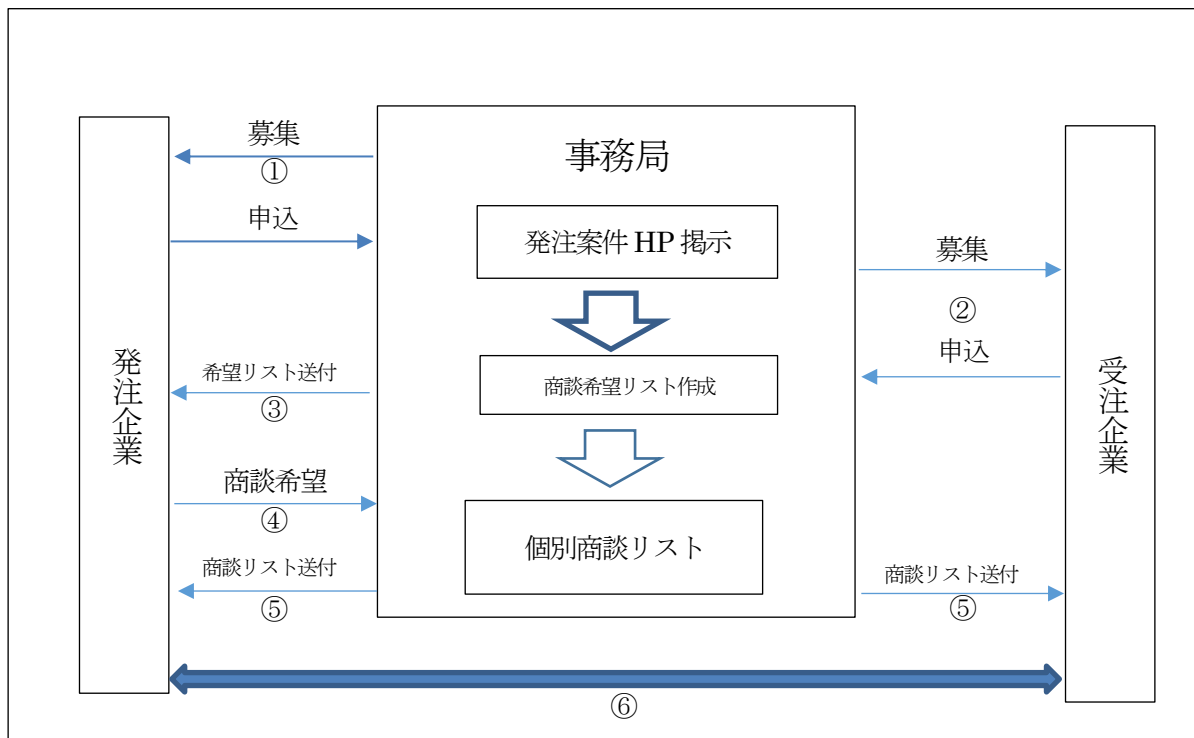 募集
①
申込
希望リスト送付
③
商談希望
④
商談リスト送付
⑤
発注企業
事務局
発注案件 HP 掲示
商談希望リスト作成
個別商談リスト
募集
②
申込
商談リスト送付
⑤
受注企業
⑥